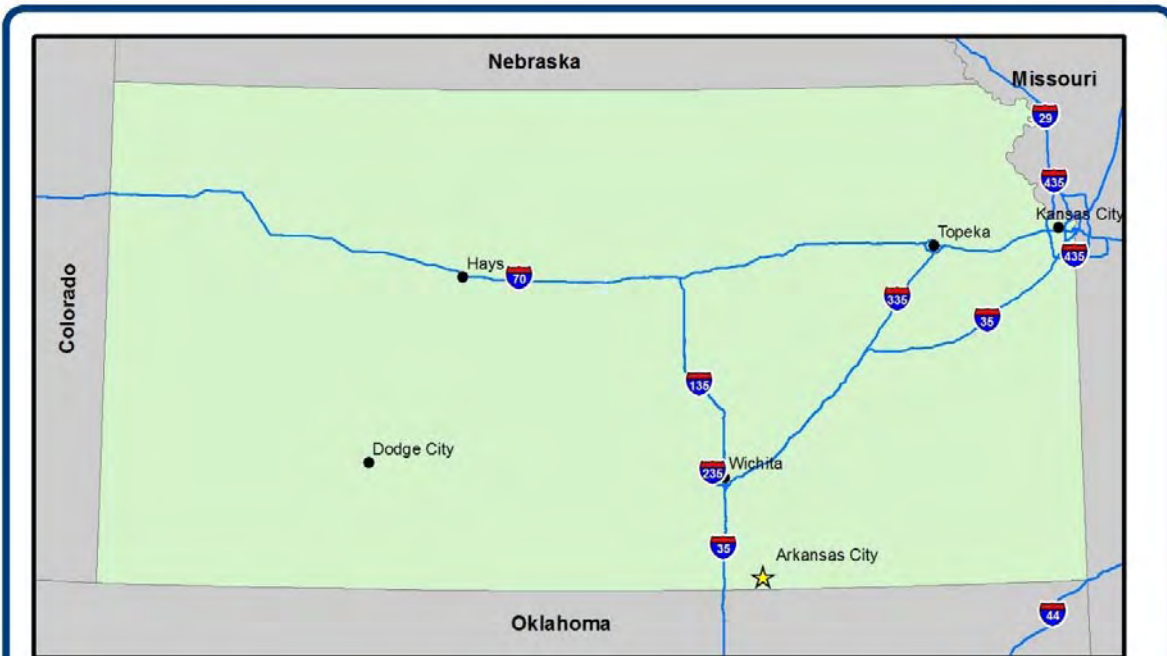 Nebraska
Missouri
29
435
Kansas City
Topeka
435
Hays
70
335
35
Colorado
135
Dodge City
Wichita
235
35
Arkansas City
Oklahoma
44